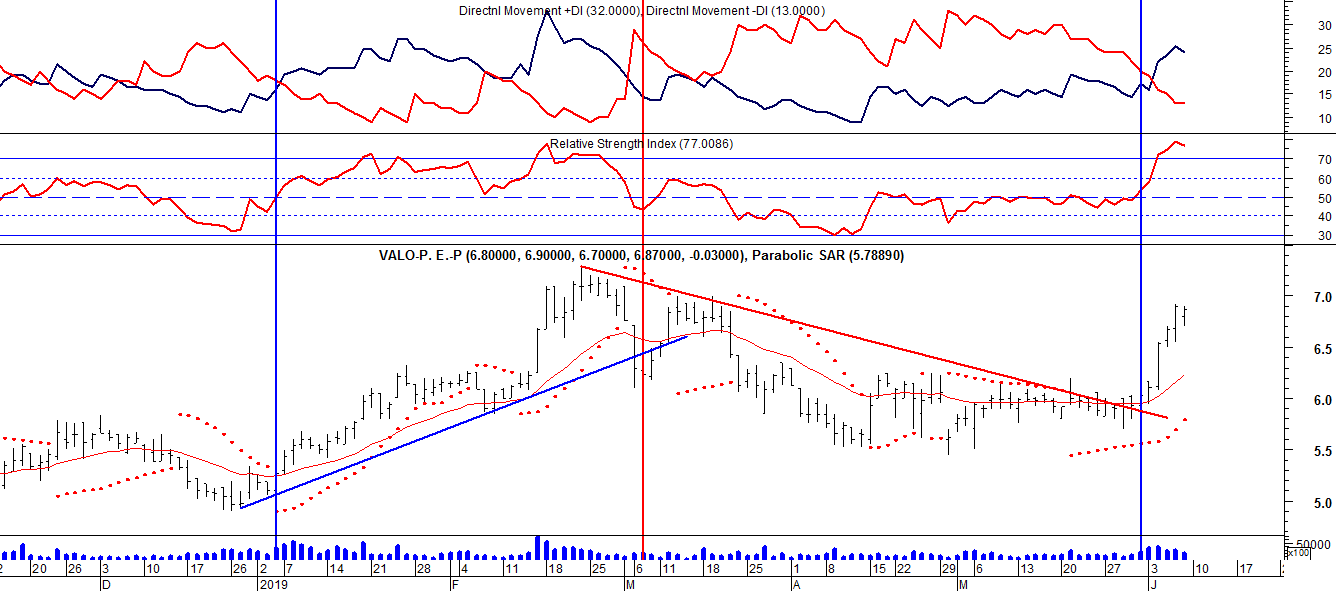 Directnl Movement +DI (32.0000), Directnl Movement -DI (13.0000)
30
25
20
15
10
Relative Strength Index (77.0086)
70
60
50
40
30
VALO-P. E.-P (6.80000, 6.90000, 6.70000, 6.87000, -0.03000), Parabolic SAR (5.78890)
7.0
6.5
6.0
5.5
5.0
50000
x100
20 26 3 10 17 26 2 7 14 21 28 4 11 18 25 6 11 18 25 1 8 15 22 29 6 13 20 27 3 10 17
D 2019 F M A M J